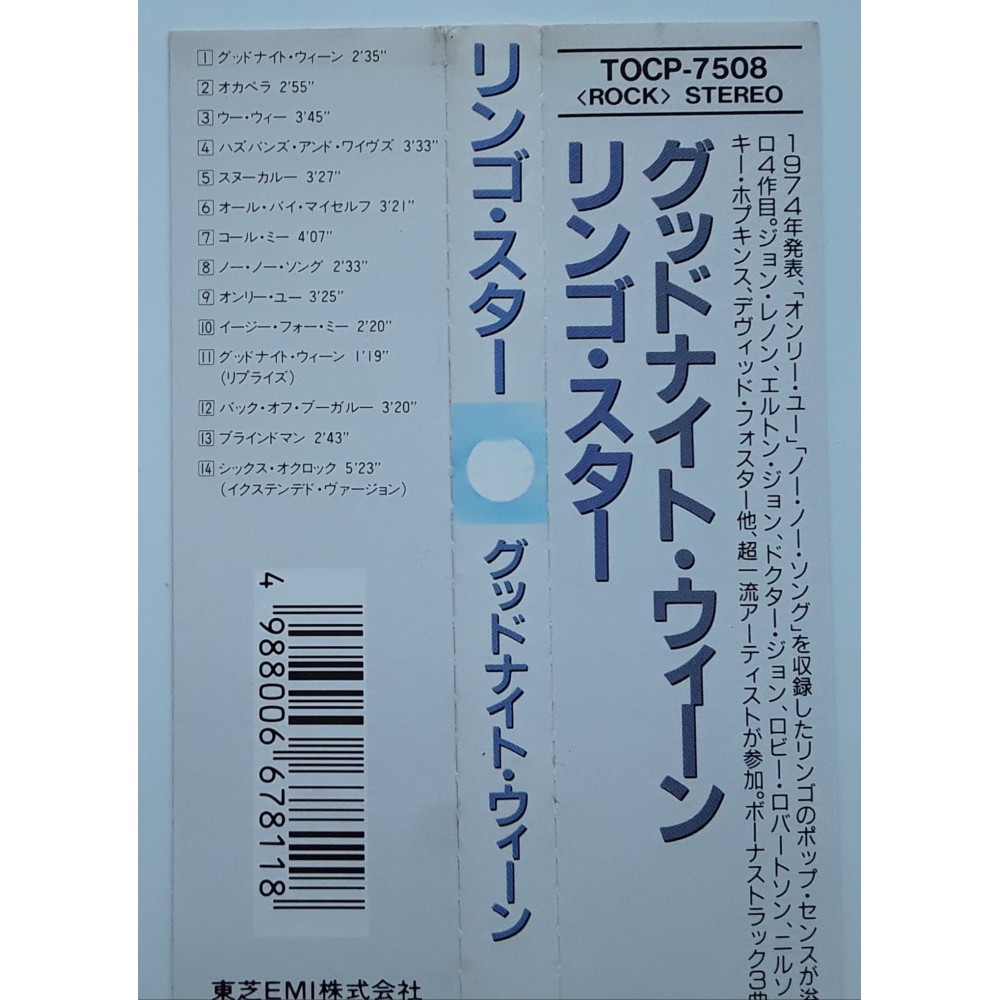 1 グッドナイト・ウィーン 2'35"
2 オカペラ 2'55"
3 ウー・ウィー 3'45"
4 ハズバンズ・アンド・ワイヴズ 3'33"
5 スヌーカルー 3'27"
6 オール・バイ・マイセルフ 3'21"
7 コール・ミー 4'07"
8 ノー・ノー・ソング 2'33"
9 オンリー・ユー 3'25"
10 イージー・フォー・ミー 2'20"
11 グッドナイト・ウィーン 1'19"
(リプライズ)
12 バック・オフ・ブーガルー 3'20"
13 ブラインドマン 2'43"
14 シックス・オクロック 5'23"
(イクステンデド・ヴァージョン)
4 988006 678118
東芝EMI株式会社
リンゴ・スター
グッドナイト・ウィーン
TOCP-7508
〈ROCK〉 STEREO
グッドナイト・ウィーン
リンゴ・スター
1974年発表、「オンリー・ユー」「ノー・ノー・ソング」を収録したリンゴのポップ・センスが溢
ロ4作目。ジョン・レノン、エルトン・ジョン、ドクター・ジョン、ロビー・ロバートソン、ニルソ
キー・ホプキンス、デヴィッド・フォスター他、超一流アーティストが参加。ボーナストラック3曲